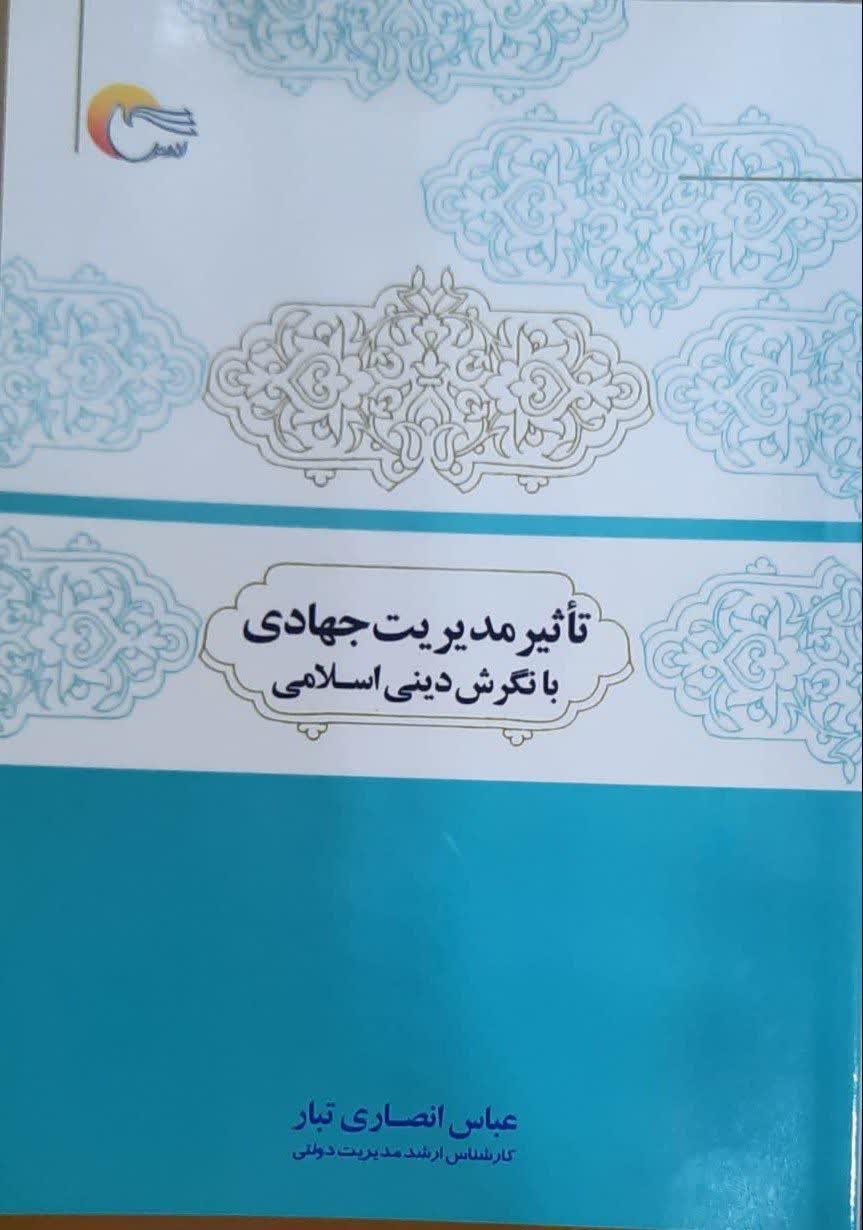 تأثیر مدیریت جهادی
با نگرش دینی اسلامی
عباس انصاری تبار
کارشناس ارشد مدیریت دولتی